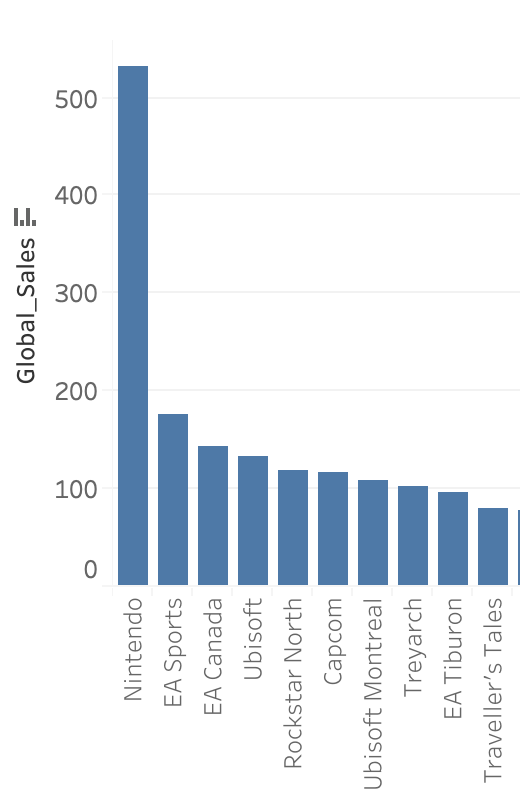 Global_Sales
500
400
300
200
100
0
Nintendo
EA Sports
EA Canada
Ubisoft
Rockstar North
Capcom
Ubisoft Montreal
Treyarch
EA Tiburon
Traveller's Tales